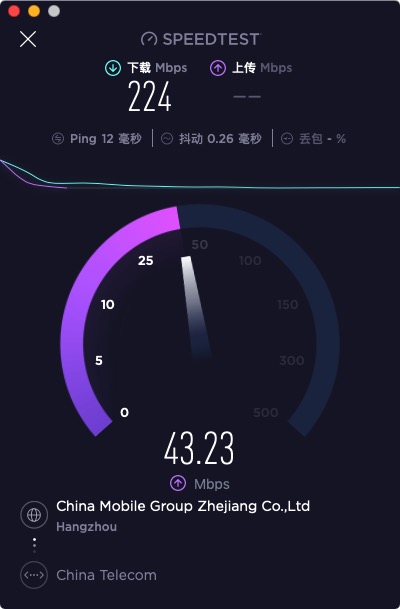 SPEEDTEST
下载 Mbps 上传 Mbps
224 — —
Ping 12 毫秒 抖动 0.26 毫秒 丢包 - %
0
5
10
25
50
100
150
300
500
43.23
Mbps
China Mobile Group Zhejiang Co.,Ltd
Hangzhou
China Telecom